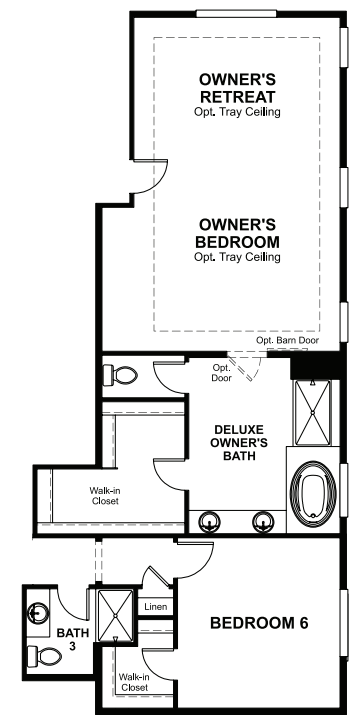 OWNER'S
RETREAT
Opt. Tray Ceiling
OWNER'S
BEDROOM
Opt. Tray Ceiling
Opt. Barn Door
Opt.
Door
DELUXE
OWNER'S
BATH
Walk-in
Closet
Linen
BEDROOM 6
BATH
3
Walk-in
Closet